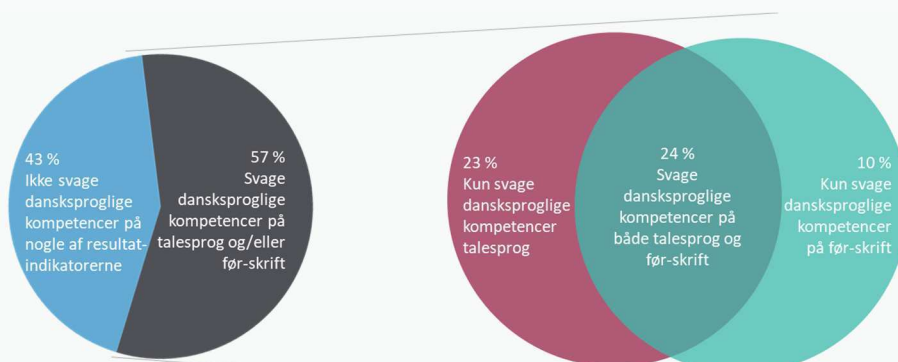 43 %
Ikke svage
dansksproglige
kompetencer på
nogle af resultat-
indikatorerne
57 %
Svage
dansksproglige
kompetencer på
talesprog og/eller
før-skrift
23 %
Kun svage
dansksproglige
kompetencer
talesprog
24 %
Svage
dansksproglige
kompetencer på
både talesprog og
før-skrift
10 %
Kun svage
dansksproglige
kompetencer
på før-skrift